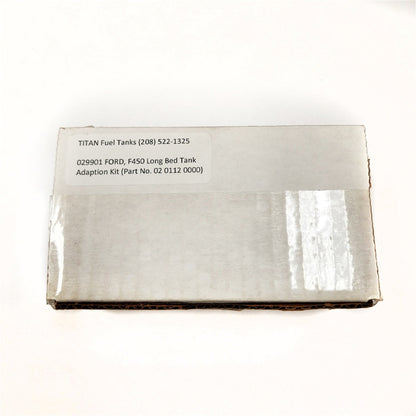 TITAN Fuel Tanks (208) 522-1325
029901 FORD, F450 Long Bed Tank
Adaption Kit (Part No. 02 0112 0000)